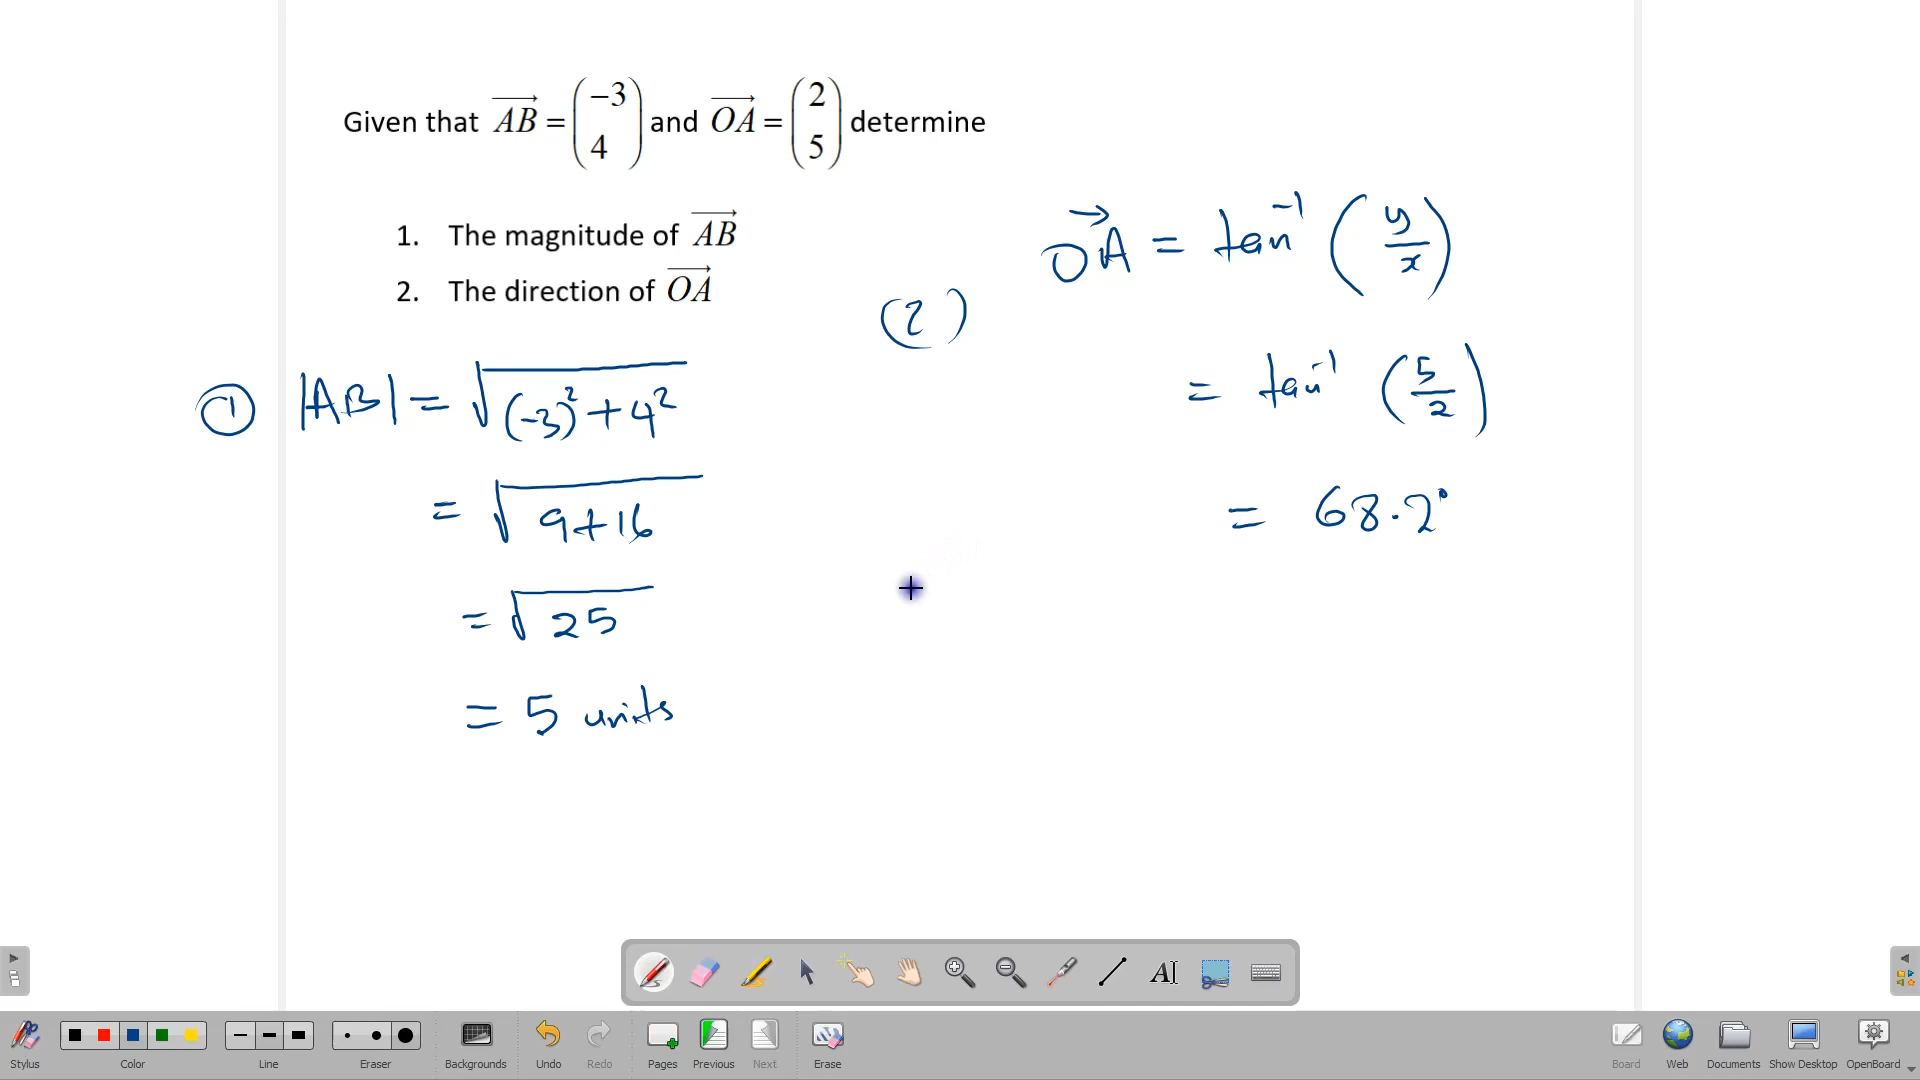 Given that AB = (−3 4) and OA = (2 5) determine
1. The magnitude of AB
2. The direction of OA
① |AB| = √(-3)² + 4²
= √9+16
= √25
= 5 units
(2)
OA = tan⁻¹ (y/x)
= tan⁻¹ (5/2)
= 68.2°
AI
Stylus Color Line Eraser Backgrounds Undo Redo Pages Previous Next Erase Board Web Documents Show Desktop OpenBoard